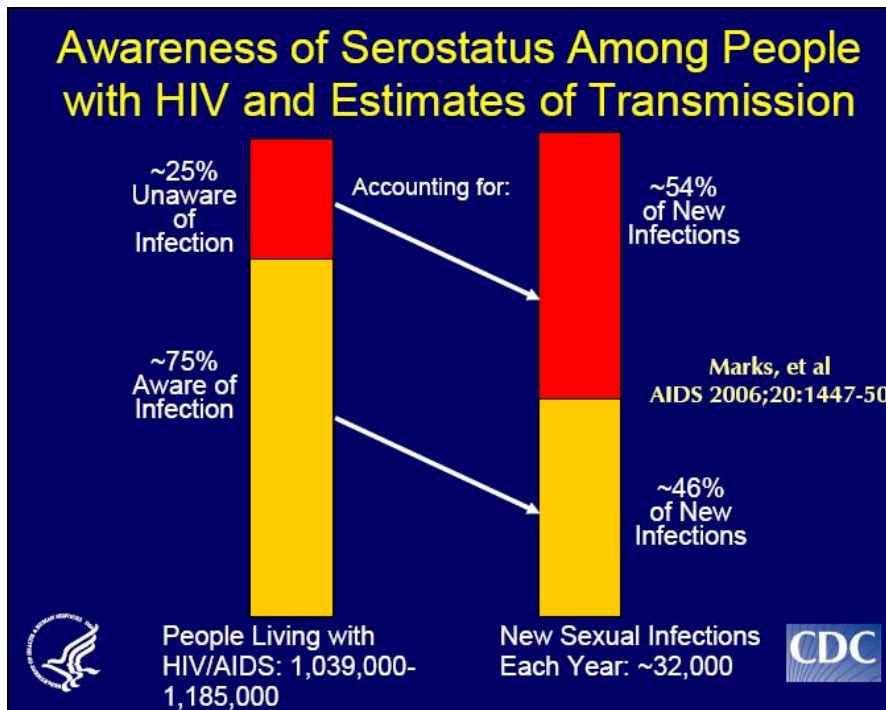 Awareness of Serostatus Among People
with HIV and Estimates of Transmission
~25%
Unaware
of
Infection
Accounting for:
~54%
of New
Infections
~75%
Aware of
Infection
Marks, et al
AIDS 2006;20:1447-50
~46%
of New
Infections
People Living with
HIV/AIDS: 1,039,000-
1,185,000
New Sexual Infections
Each Year: ~32,000
CDC